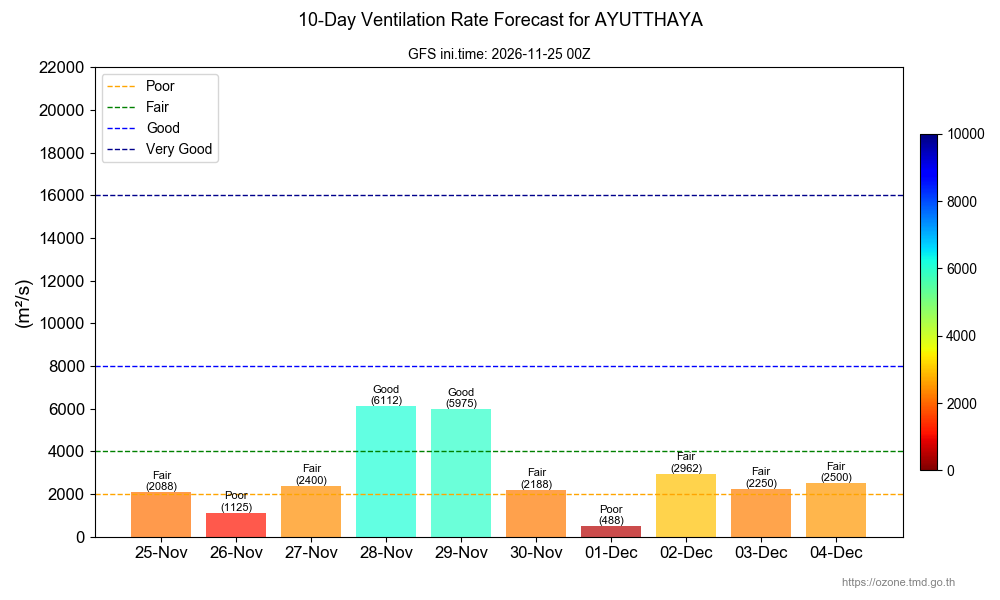 10-Day Ventilation Rate Forecast for AYUTTHAYA
GFS ini.time: 2026-11-25 00Z
(m²/s)
22000
20000
18000
16000
14000
12000
10000
8000
6000
4000
2000
0
Poor
Fair
Good
Very Good
Fair
(2088)
Poor
(1125)
Fair
(2400)
Good
(6112)
Good
(5975)
Fair
(2188)
Poor
(488)
Fair
(2962)
Fair
(2250)
Fair
(2500)
25-Nov 26-Nov 27-Nov 28-Nov 29-Nov 30-Nov 01-Dec 02-Dec 03-Dec 04-Dec
10000
8000
6000
4000
2000
0
https://ozone.tmd.go.th